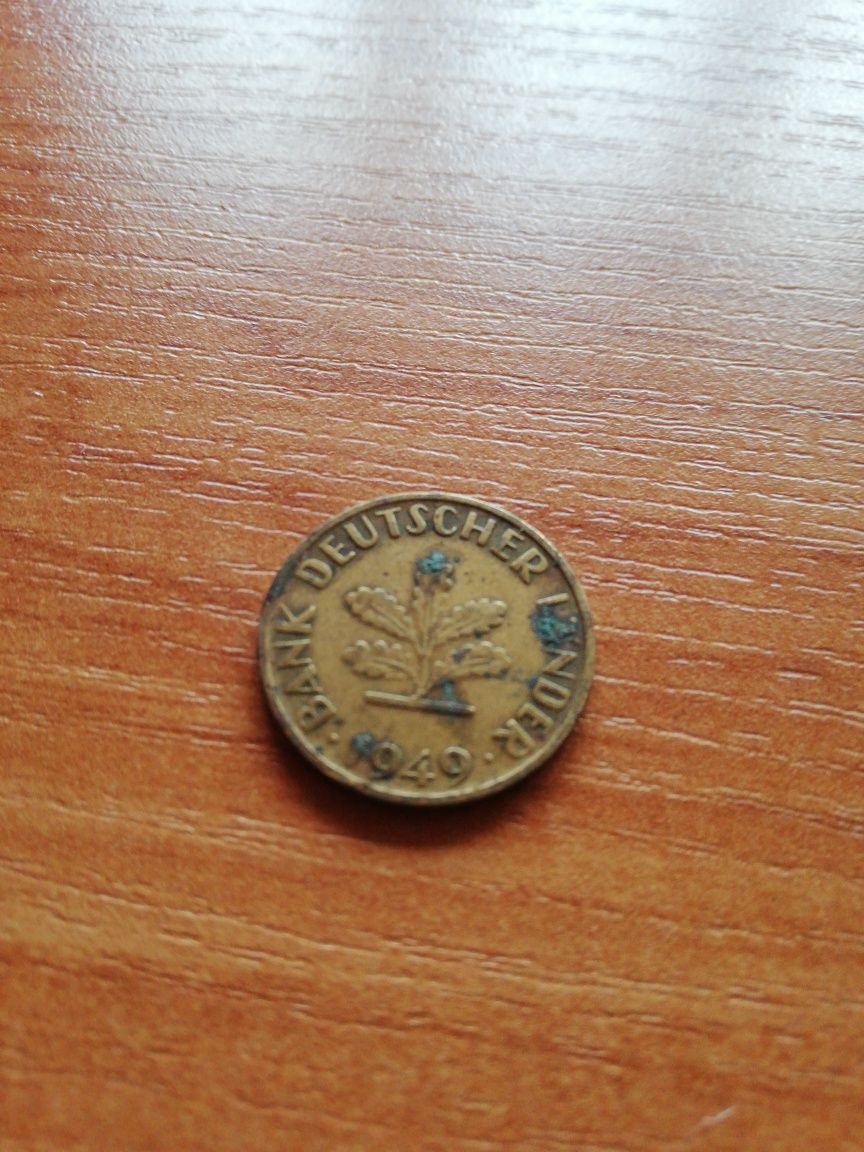 · BANK DEUTSCHER LÄNDER ·
1949